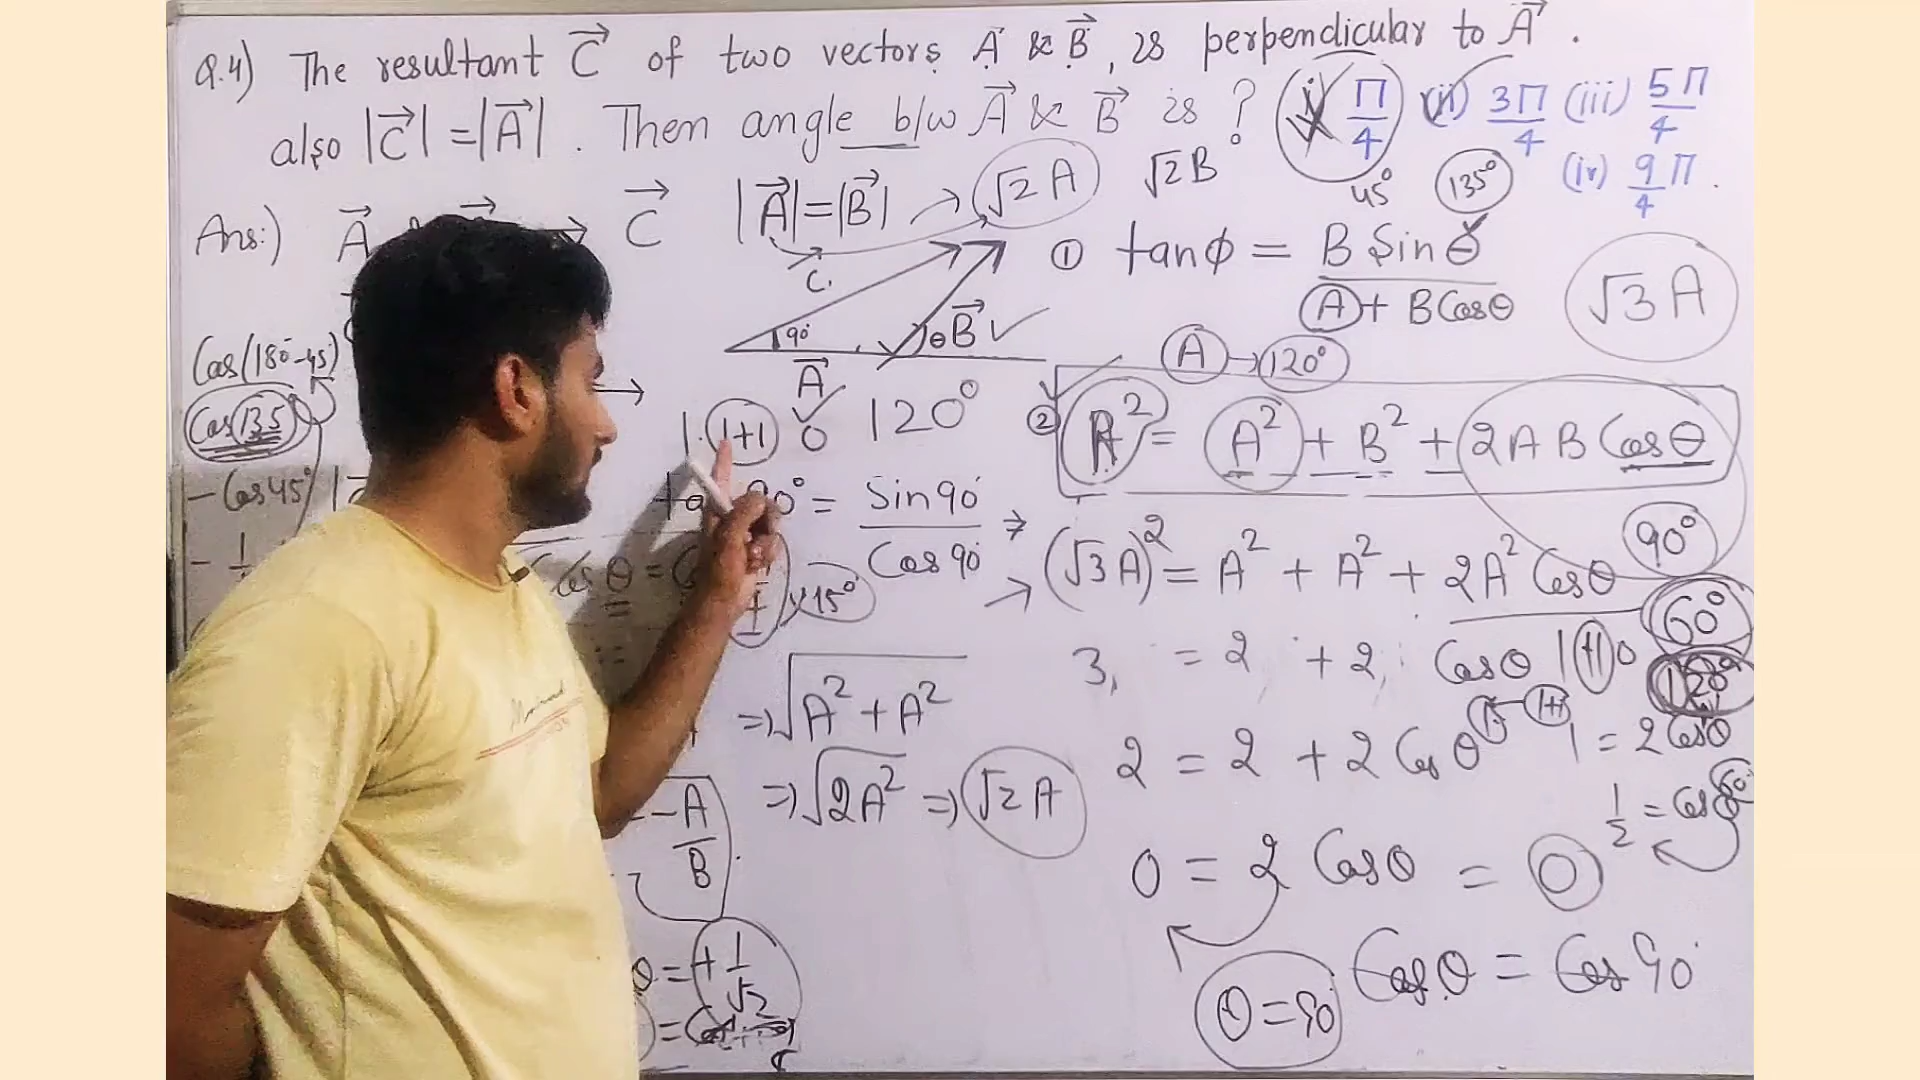 Q.4) The resultant C⃗ of two vectors A⃗ & B⃗, is perpendicular to A⃗.
also |C⃗| = |A⃗|. Then angle b/w A⃗ & B⃗ is ? (i) π/4 (ii) 3π/4 (iii) 5π/4
45° 135° (iv) 9/4 π.
Ans:) A⃗ → C⃗ |A⃗| = |B⃗| → √2 A √2 B
C.
90°
θ B⃗
A⃗
① tanϕ = B Sinθ / A + B Cosθ
√3 A
A → 120°
Cos(180-45)
Cos 135
- Cos 45°
1+1 0 120°
② R² = A² + B² + 2AB Cosθ
90° = Sin 90° / Cos 90 ⇒
Cosθ =
15°
90°
→ (√3 A)² = A² + A² + 2A² Cosθ
60°
120°
3, = 2 + 2, Cosθ
⇒ √A² + A²
2 = 2 + 2 Cosθ
1 = 2 Cosθ
1/2 = Cos 60
⇒ √2A² ⇒ √2 A
- A/B
0 = 2 Cosθ = 0
θ = + 1/√2
θ = 90 Cosθ = Cos 90